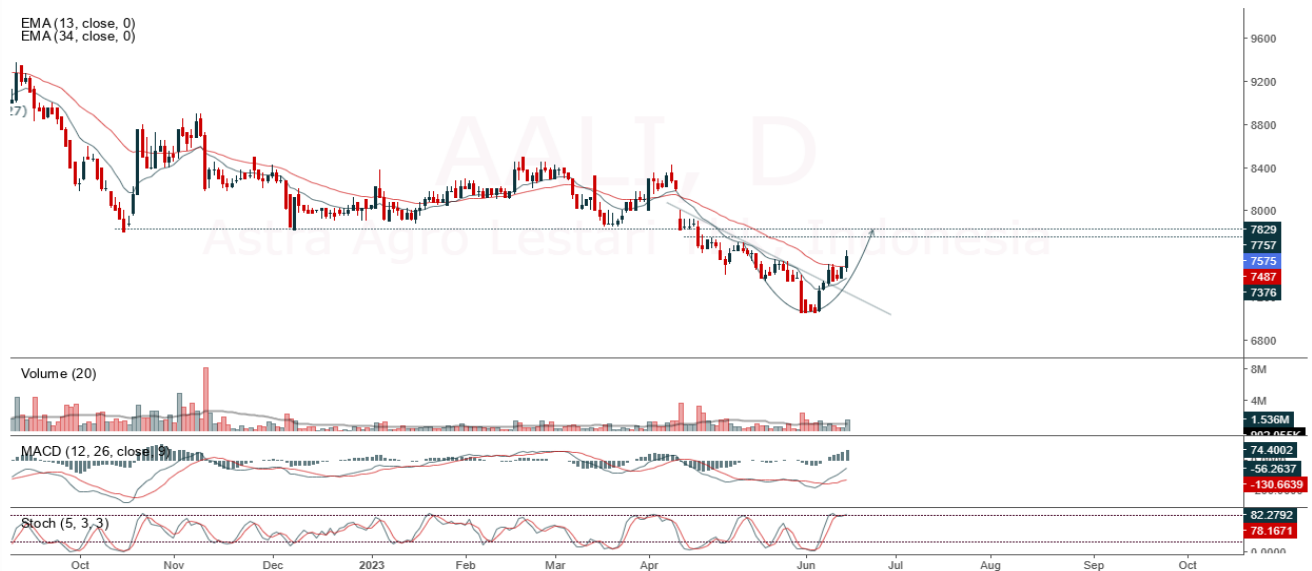 EMA (13, close, 0)
EMA (34, close, 0)
27)
AALI, D
Astra Agro Lestari Indonesia
9600
9200
8800
8400
8000
7829
7757
7575
7487
7376
6800
Volume (20)
8M
4M
1.536M
MACD (12, 26, close, 9)
74.4002
-56.2637
-130.6639
Stoch (5, 3, 3)
82.2792
78.1671
0.0000
Oct Nov Dec 2023 Feb Mar Apr Jun Jul Aug Sep Oct